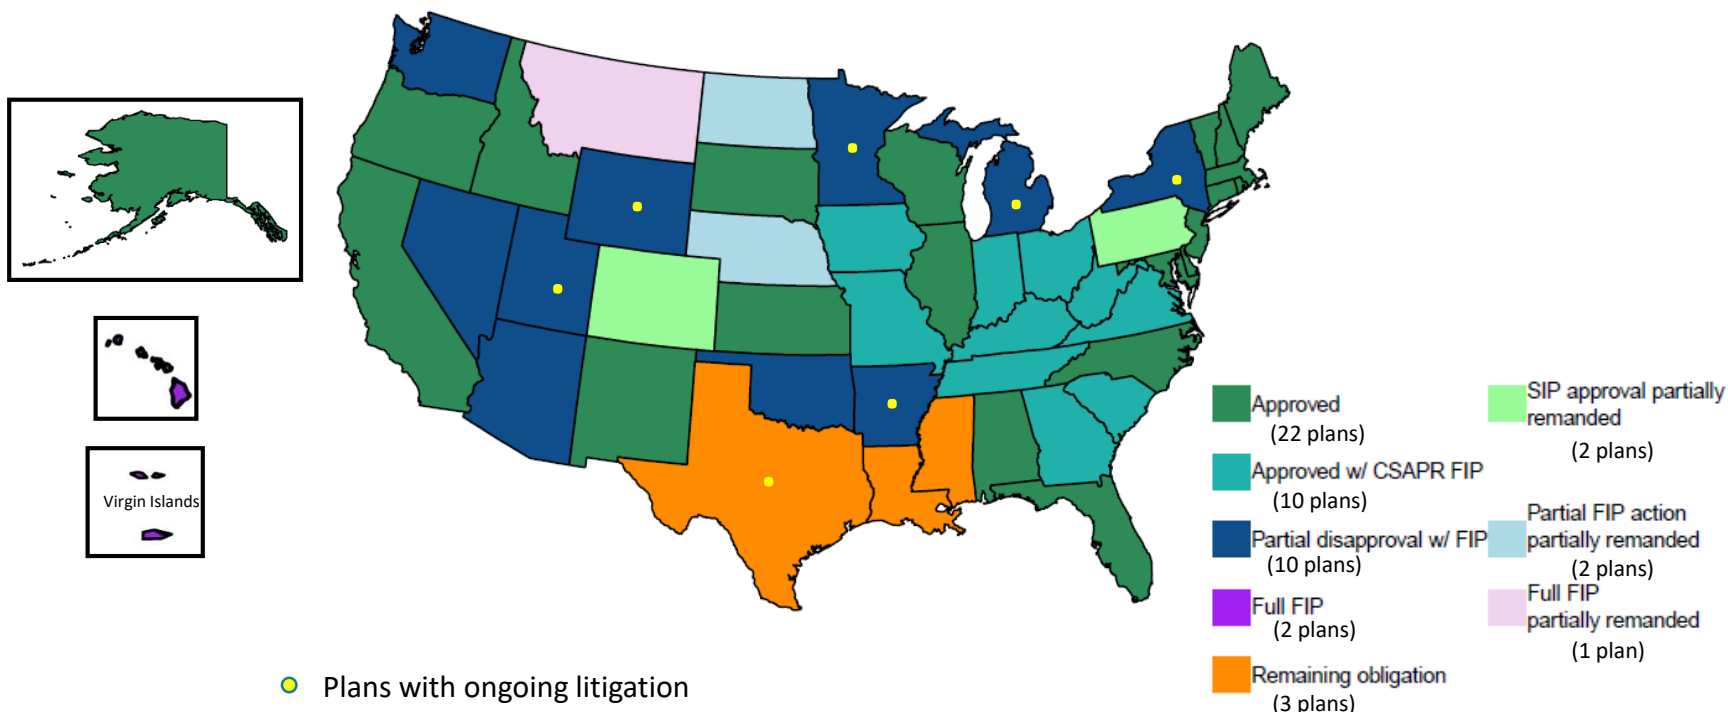 Virgin Islands
Approved
(22 plans)
Approved w/ CSAPR FIP
(10 plans)
Partial disapproval w/ FIP
(10 plans)
Full FIP
(2 plans)
Remaining obligation
(3 plans)
SIP approval partially
remanded
(2 plans)
Partial FIP action
partially remanded
(2 plans)
Full FIP
partially remanded
(1 plan)
Plans with ongoing litigation